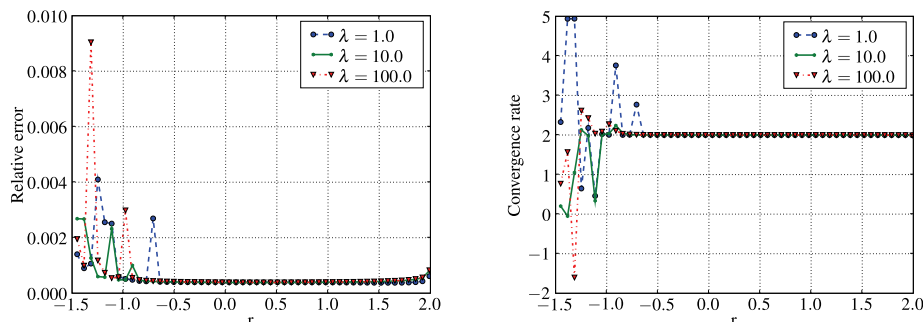 0.010
0.008
0.006
0.004
0.002
0.000
Relative error
λ = 1.0
λ = 10.0
λ = 100.0
−1.5 −1.0 −0.5 0.0 0.5 1.0 1.5 2.0
r
5
4
3
2
1
0
−1
−2
Convergence rate
λ = 1.0
λ = 10.0
λ = 100.0
−1.5 −1.0 −0.5 0.0 0.5 1.0 1.5 2.0
r